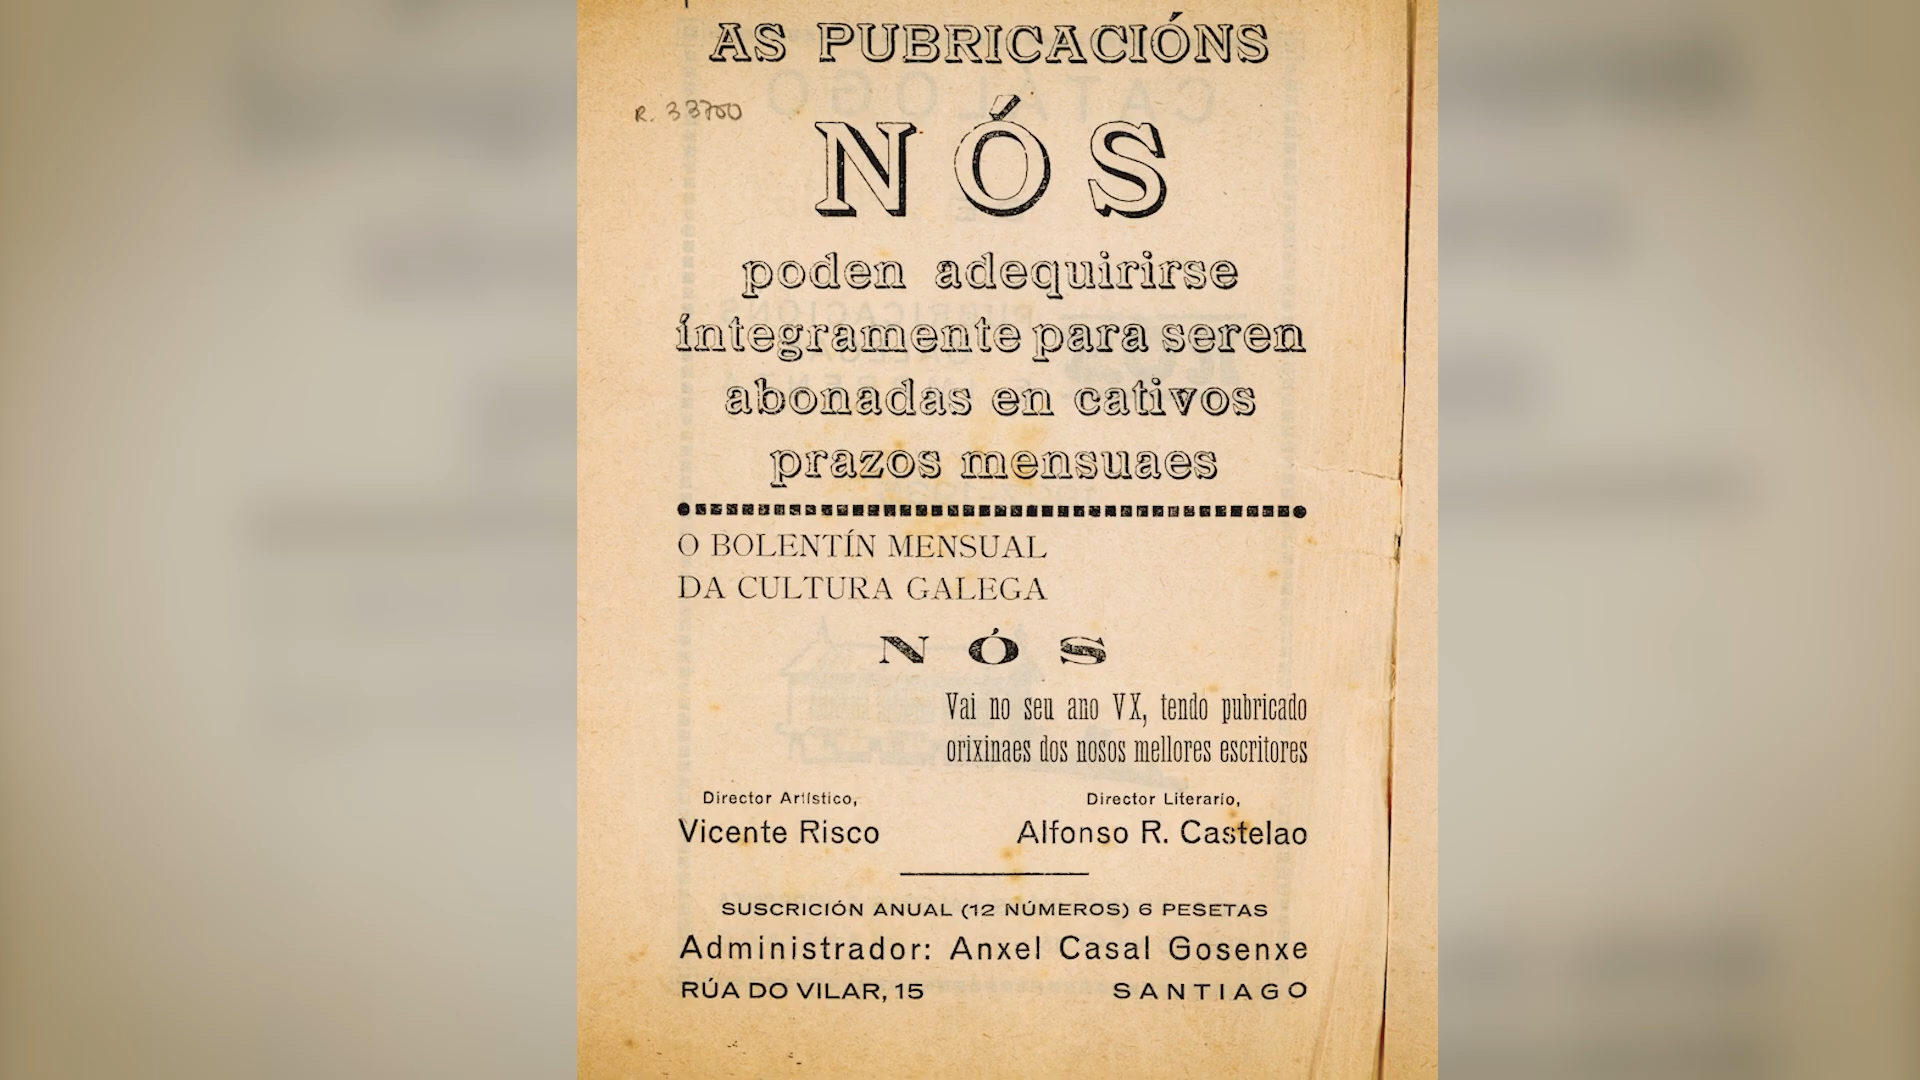 AS PUBRICACIÓNS
R. 33700
NÓS
poden adequirirse
íntegramente para seren
abonadas en cativos
prazos mensuaes
O BOLENTÍN MENSUAL
DA CULTURA GALEGA
NÓS
Vai no seu ano VX, tendo pubricado
orixinaes dos nosos mellores escritores
Director Artístico,
Vicente Risco
Director Literario,
Alfonso R. Castelao
SUSCRICIÓN ANUAL (12 NÚMEROS) 6 PESETAS
Administrador: Anxel Casal Gosenxe
RÚA DO VILAR, 15 SANTIAGO